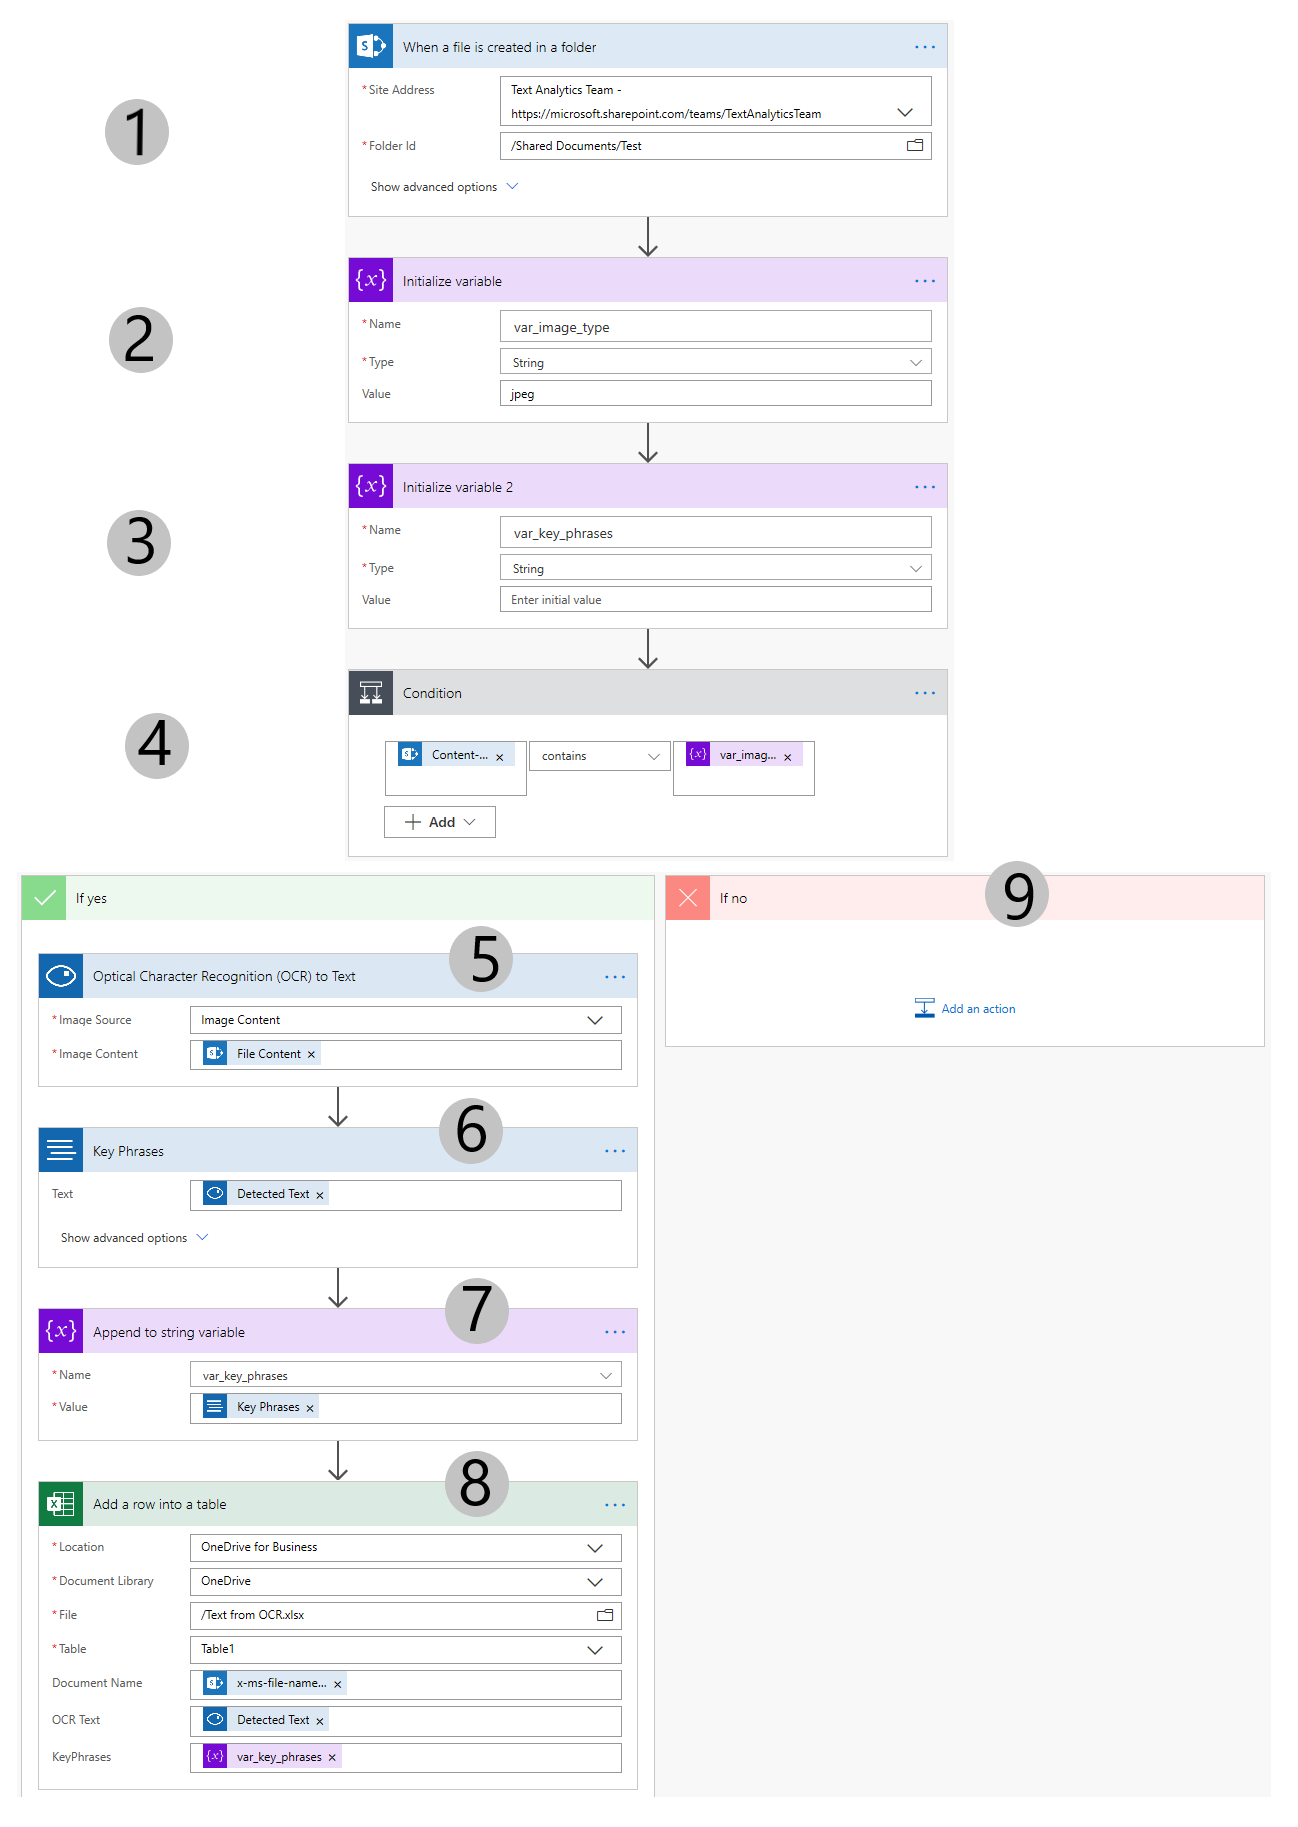 When a file is created in a folder
1
* Site Address
Text Analytics Team -
https://microsoft.sharepoint.com/teams/TextAnalyticsTeam
* Folder Id
/Shared Documents/Test
Show advanced options
{x} Initialize variable
2
* Name
var_image_type
* Type
String
Value
jpeg
{x} Initialize variable 2
3
* Name
var_key_phrases
* Type
String
Value
Enter initial value
Condition
4
Content-... × contains {x} var_imag... ×
+ Add
If yes
5
Optical Character Recognition (OCR) to Text
* Image Source
Image Content
* Image Content
File Content ×
6
Key Phrases
Text
Detected Text ×
Show advanced options
7
{x} Append to string variable
* Name
var_key_phrases
* Value
Key Phrases ×
8
Add a row into a table
* Location
OneDrive for Business
* Document Library
OneDrive
* File
/Text from OCR.xlsx
* Table
Table1
Document Name
x-ms-file-name... ×
OCR Text
Detected Text ×
KeyPhrases
{x} var_key_phrases ×
9
If no
Add an action